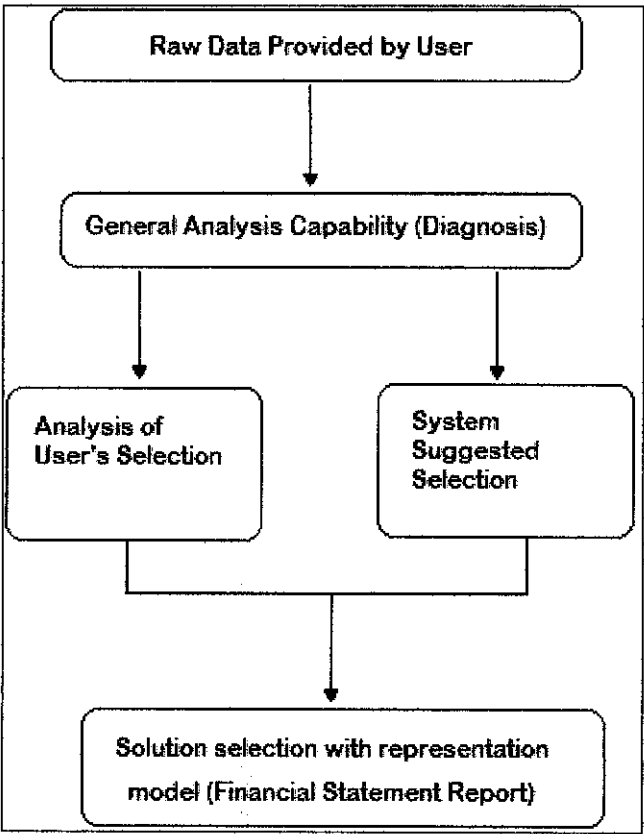 Raw Data Provided by User
General Analysis Capability (Diagnosis)
Analysis of
User's Selection
System
Suggested
Selection
Solution selection with representation
model (Financial Statement Report)